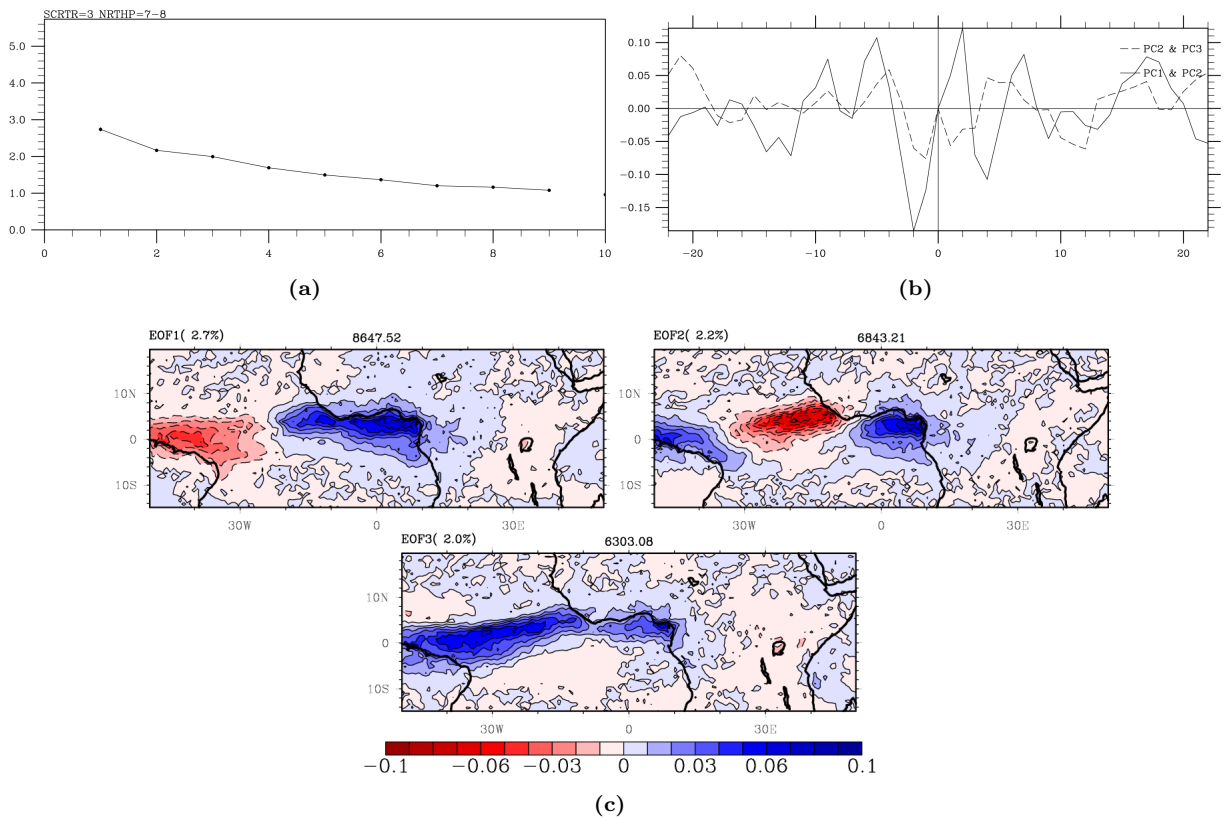 SCRTR=3 NRTHP=7−8
5.0
4.0
3.0
2.0
1.0
0.0
0 2 4 6 8 10
(a)
0.10
0.05
0.00
−0.05
−0.10
−0.15
−20 −10 0 10 20
PC2 & PC3
PC1 & PC2
(b)
EOF1( 2.7%) 8647.52
10N
0
10S
30W 0 30E
EOF2( 2.2%) 6843.21
10N
0
10S
30W 0 30E
EOF3( 2.0%) 6303.08
10N
0
10S
30W 0 30E
−0.1 −0.06 −0.03 0 0.03 0.06 0.1
(c)